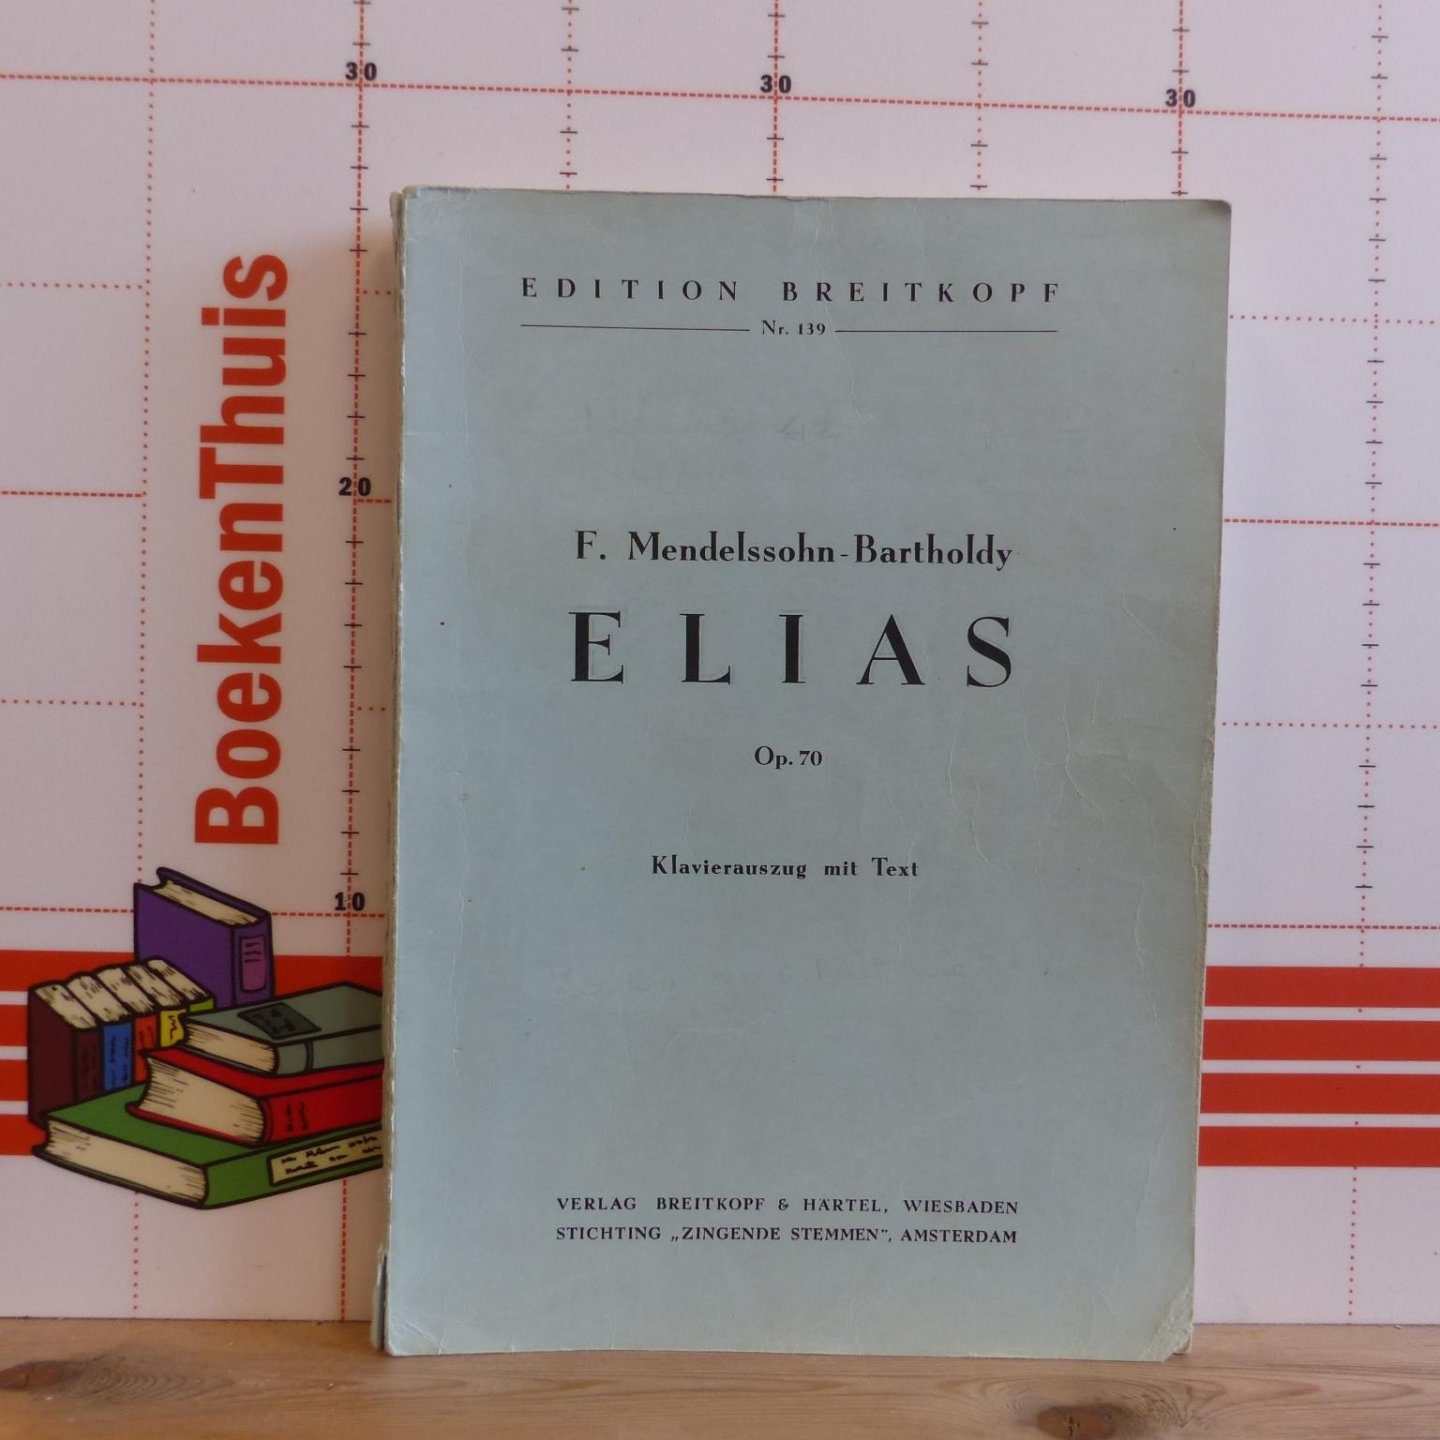 30
30
30
20
10
BoekenThuis
EDITION BREITKOPF
Nr. 139
F. Mendelssohn-Bartholdy
ELIAS
Op. 70
Klavierauszug mit Text
VERLAG BREITKOPF & HÄRTEL, WIESBADEN
STICHTING „ZINGENDE STEMMEN", AMSTERDAM